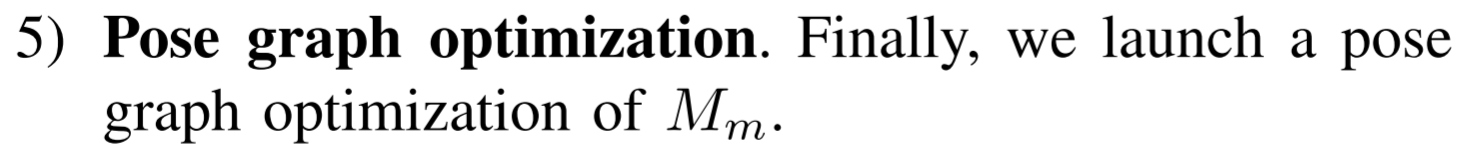 5) Pose graph optimization. Finally, we launch a pose
graph optimization of $M_m$.